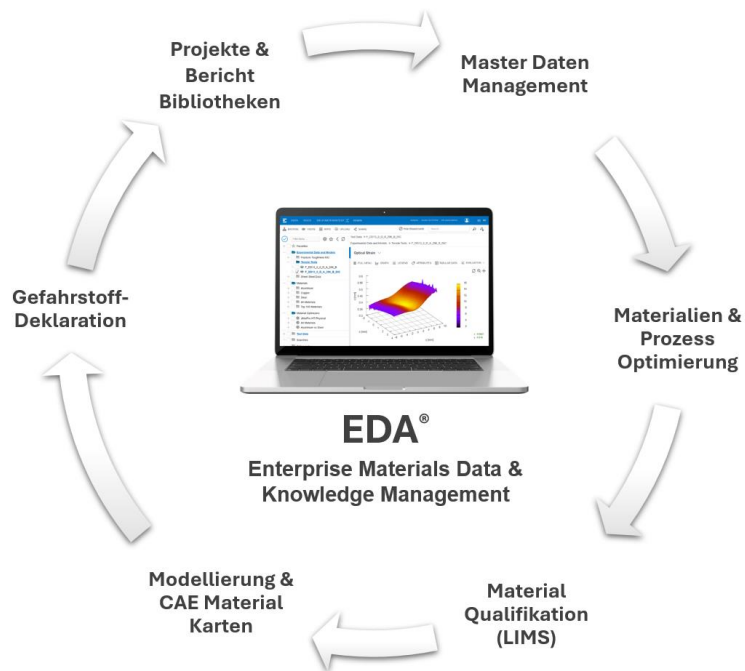 Projekte &
Bericht
Bibliotheken
Master Daten
Management
Gefahrstoff-
Deklaration
Materialien &
Prozess
Optimierung
EDA®
Enterprise Materials Data &
Knowledge Management
Modellierung &
CAE Material
Karten
Material
Qualifikation
(LIMS)